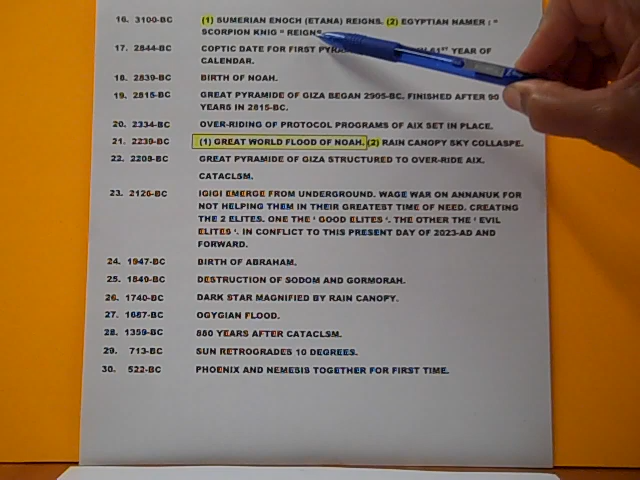 16. 3100-BC (1) SUMERIAN ENOCH (ETANA) REIGNS. (2) EGYPTIAN NAMER : "
SCORPION KNIG " REIGNS
17. 2844-BC COPTIC DATE FOR FIRST YEAR OF
CALENDAR.
18. 2839-BC BIRTH OF NOAH.
19. 2815-BC GREAT PYRAMIDE OF GIZA BEGAN 2905-BC. FINISHED AFTER 90
YEARS IN 2815-BC.
20. 2334-BC OVER-RIDING OF PROTOCOL PROGRAMS OF AIX SET IN PLACE.
21. 2239-BC (1) GREAT WORLD FLOOD OF NOAH. (2) RAIN CANOPY SKY COLLASPE.
22. 2208-BC GREAT PYRAMIDE OF GIZA STRUCTURED TO OVER-RIDE AIX.
CATACLSM.
23. 2126-BC IGIGI EMERGE FROM UNDERGROUND. WAGE WAR ON ANNANUK FOR
NOT HELPING THEM IN THEIR GREATEST TIME OF NEED. CREATING
THE 2 ELITES. ONE THE ' GOOD ELITES '. THE OTHER THE ' EVIL
ELITES '. IN CONFLICT TO THIS PRESENT DAY OF 2023-AD AND
FORWARD.
24. 1947-BC BIRTH OF ABRAHAM.
25. 1849-BC DESTRUCTION OF SODOM AND GORMORAH.
26. 1740-BC DARK STAR MAGNIFIED BY RAIN CANOPY.
27. 1687-BC OGYGIAN FLOOD.
28. 1359-BC 880 YEARS AFTER CATACLSM.
29. 713-BC SUN RETROGRADES 10 DEGREES.
30. 522-BC PHOENIX AND NEMESIS TOGETHER FOR FIRST TIME.